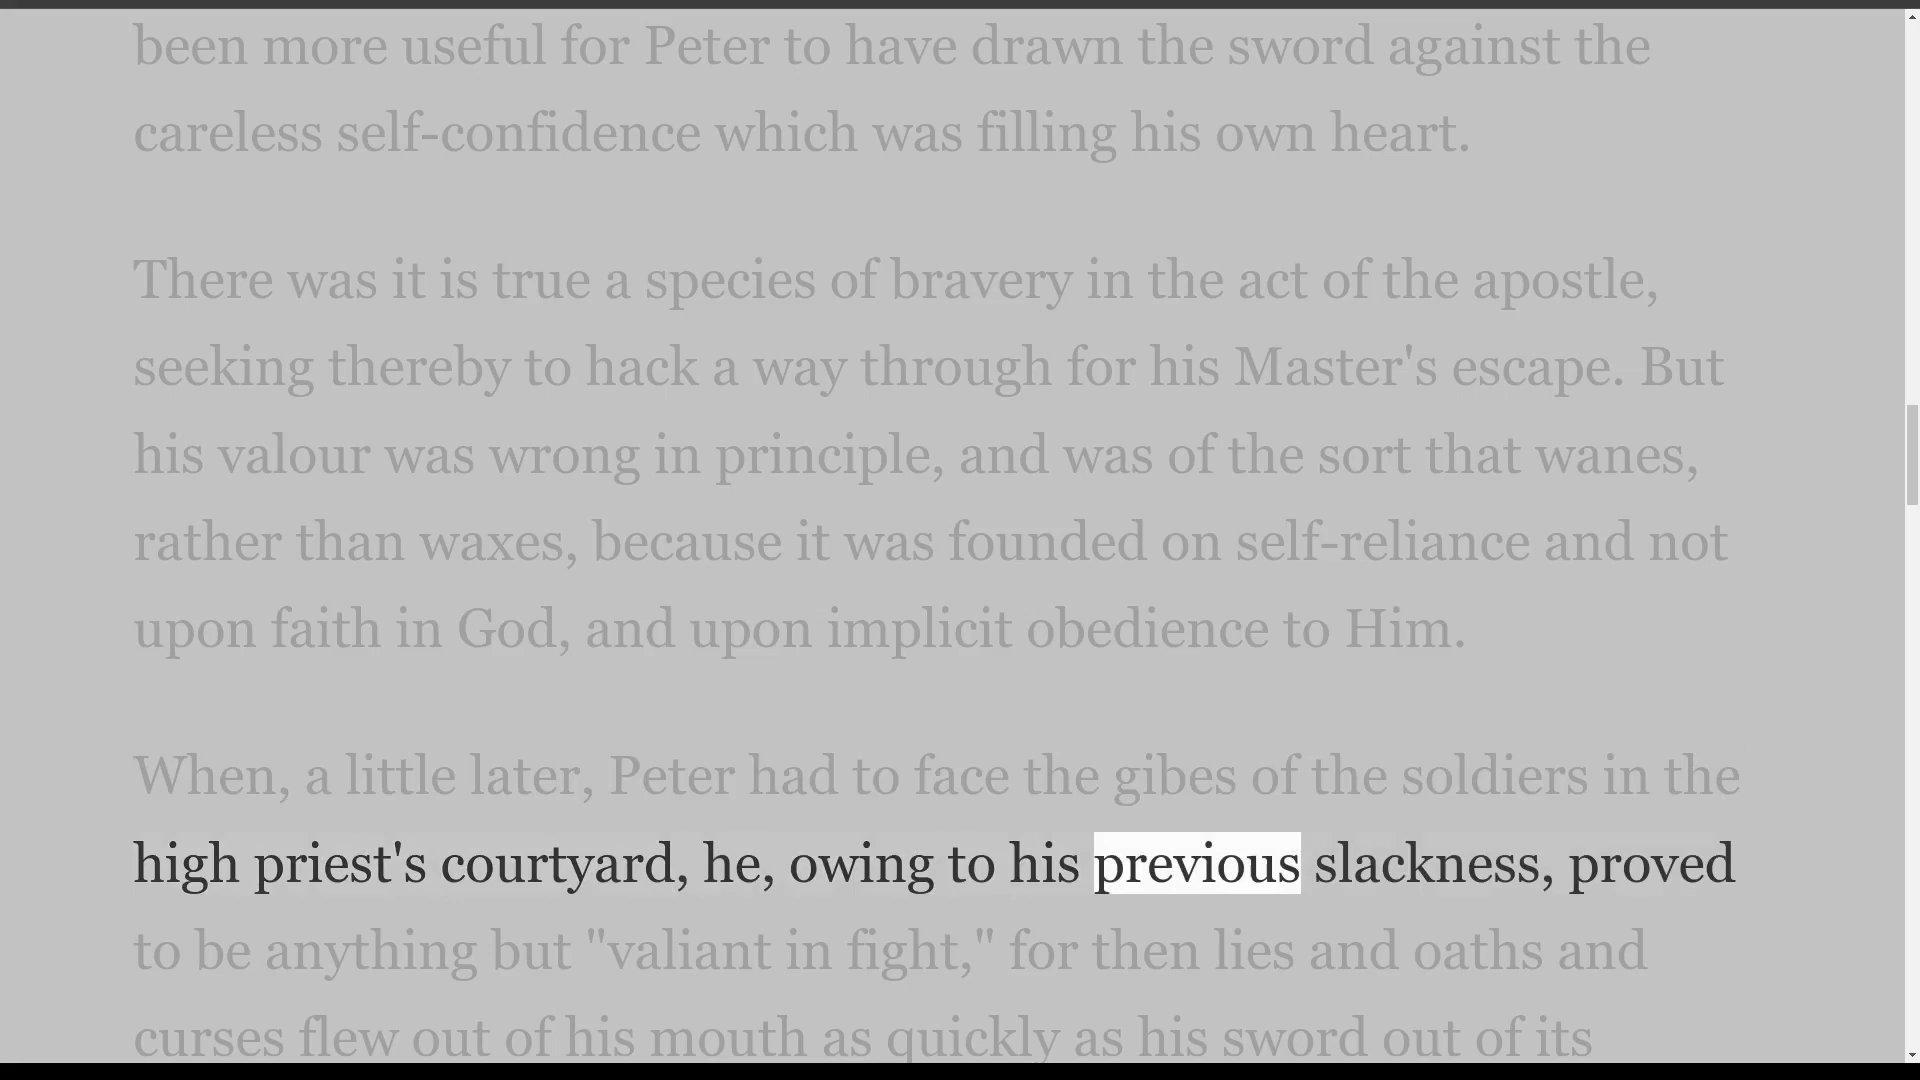 been more useful for Peter to have drawn the sword against the
careless self-confidence which was filling his own heart.
There was it is true a species of bravery in the act of the apostle,
seeking thereby to hack a way through for his Master's escape. But
his valour was wrong in principle, and was of the sort that wanes,
rather than waxes, because it was founded on self-reliance and not
upon faith in God, and upon implicit obedience to Him.
When, a little later, Peter had to face the gibes of the soldiers in the
high priest's courtyard, he, owing to his previous slackness, proved
to be anything but "valiant in fight," for then lies and oaths and
curses flew out of his mouth as quickly as his sword out of its